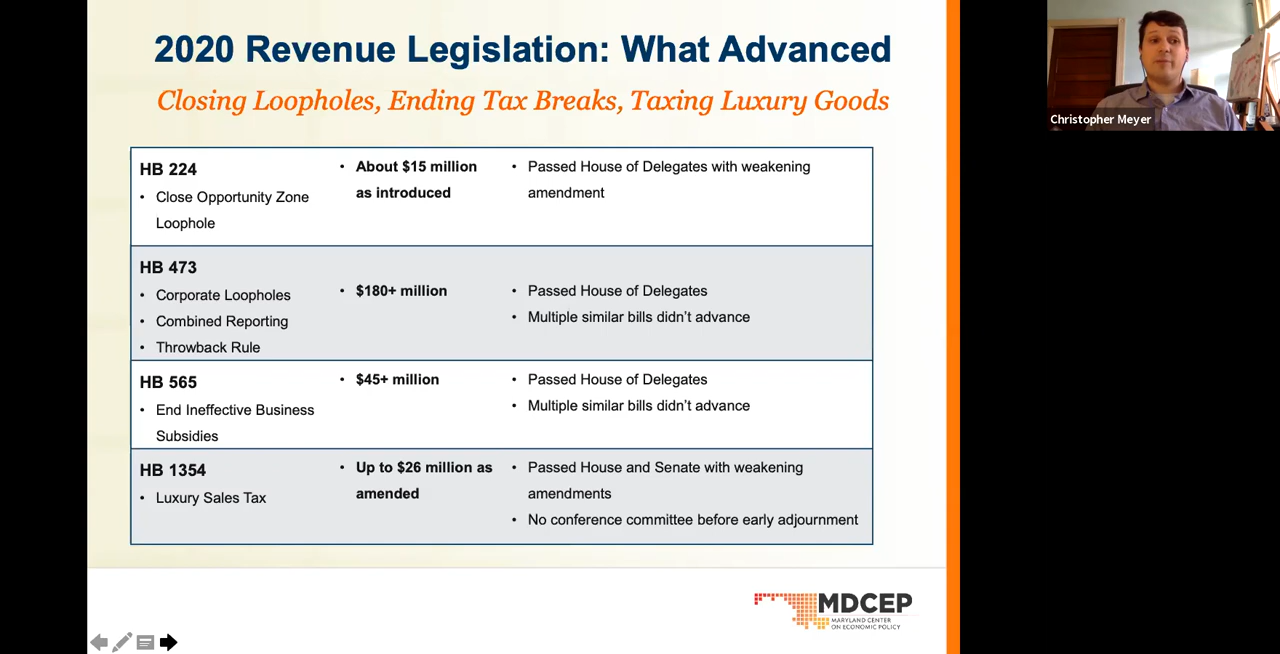 2020 Revenue Legislation: What Advanced
Closing Loopholes, Ending Tax Breaks, Taxing Luxury Goods
HB 224
• Close Opportunity Zone
Loophole
• About $15 million
as introduced
• Passed House of Delegates with weakening
amendment
HB 473
• Corporate Loopholes
• Combined Reporting
• Throwback Rule
• $180+ million
• Passed House of Delegates
• Multiple similar bills didn’t advance
HB 565
• End Ineffective Business
Subsidies
• $45+ million
• Passed House of Delegates
• Multiple similar bills didn’t advance
HB 1354
• Luxury Sales Tax
• Up to $26 million as
amended
• Passed House and Senate with weakening
amendments
• No conference committee before early adjournment
MDCEP
MARYLAND CENTER
ON ECONOMIC POLICY
Christopher Meyer